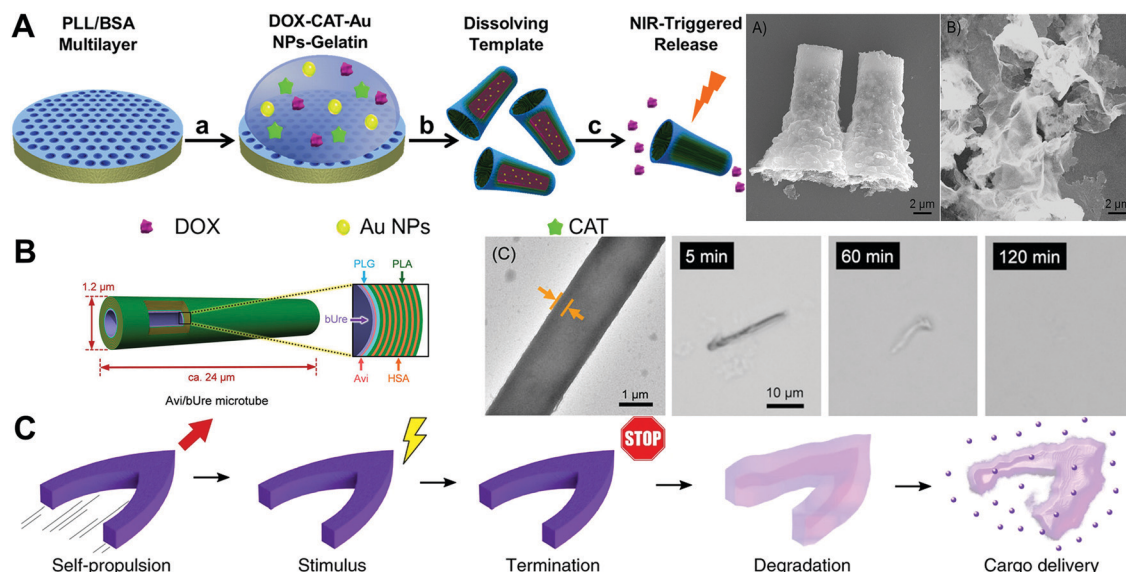 A
PLL/BSA
Multilayer
DOX-CAT-Au
NPs-Gelatin
Dissolving
Template
NIR-Triggered
Release
a
b
c
DOX
Au NPs
CAT
A)
2 μm
B)
2 μm
B
1.2 μm
ca. 24 μm
Avi/bUre microtube
PLG
PLA
bUre
Avi
HSA
(C)
1 μm
5 min
10 μm
60 min
120 min
C
STOP
Self-propulsion
Stimulus
Termination
Degradation
Cargo delivery